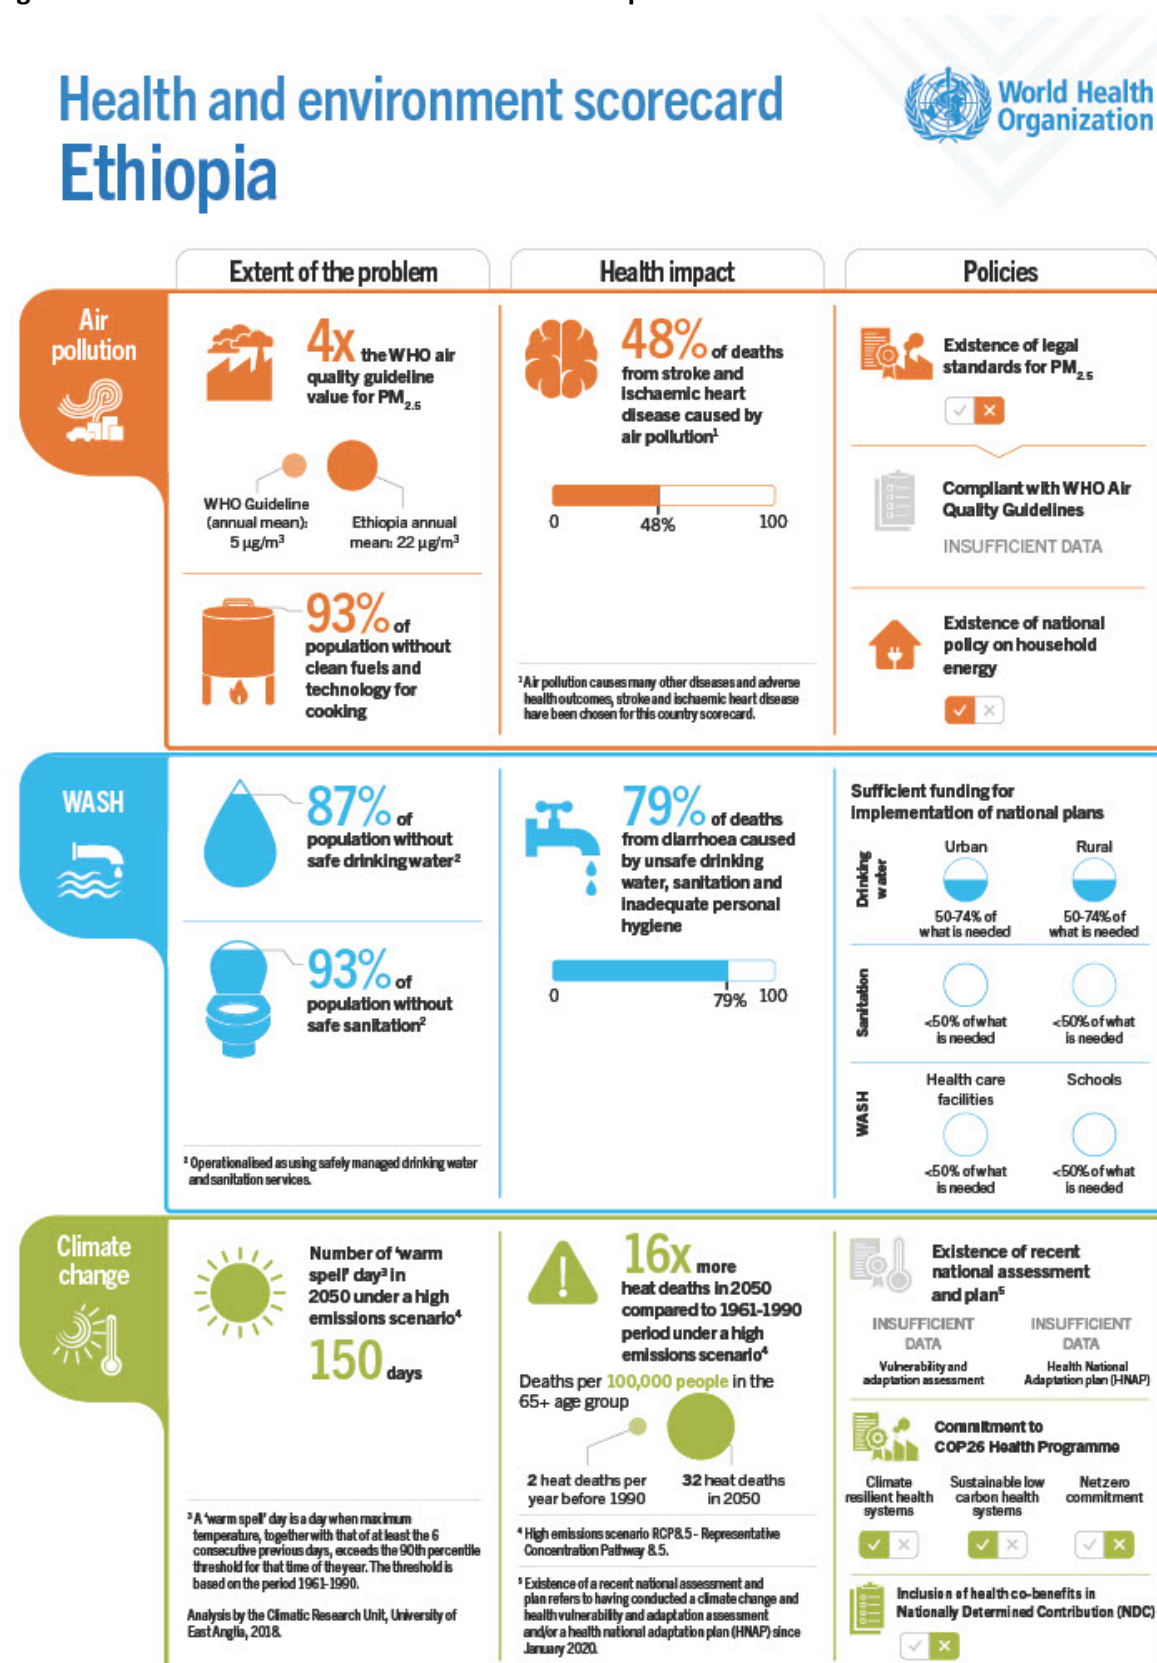 Health and environment scorecard
Ethiopia
World Health
Organization
Extent of the problem
Health impact
Policies
Air
pollution
4x the WHO air
quality guideline
value for PM2.5
WHO Guideline
(annual mean):
5 µg/m³
Ethiopia annual
mean: 22 µg/m³
93% of
population without
clean fuels and
technology for
cooking
48% of deaths
from stroke and
ischaemic heart
disease caused by
air pollution¹
0
48%
100
¹Air pollution causes many other diseases and adverse
health outcomes, stroke and ischaemic heart disease
have been chosen for this country scorecard.
Existence of legal
standards for PM2.5
Compliant with WHO Air
Quality Guidelines
INSUFFICIENT DATA
Existence of national
policy on household
energy
WASH
87% of
population without
safe drinking water²
93% of
population without
safe sanitation²
² Operationalised as using safely managed drinking water
and sanitation services.
79% of deaths
from diarrhoea caused
by unsafe drinking
water, sanitation and
inadequate personal
hygiene
0
79%
100
Sufficient funding for
implementation of national plans
Drinking
water
Urban
Rural
50-74% of
what is needed
50-74% of
what is needed
Sanitation
<50% of what
is needed
<50% of what
is needed
WASH
Health care
facilities
Schools
<50% of what
is needed
<50% of what
is needed
Climate
change
Number of ‘warm
spell’ day³ in
2050 under a high
emissions scenario⁴
150 days
³ A ‘warm spell’ day is a day when maximum
temperature, together with that of at least the 6
consecutive previous days, exceeds the 90th percentile
threshold for that time of the year. The threshold is
based on the period 1961-1990.
Analysis by the Climatic Research Unit, University of
East Anglia, 2018.
16x more
heat deaths in 2050
compared to 1961-1990
period under a high
emissions scenario⁴
Deaths per 100,000 people in the
65+ age group
2 heat deaths per
year before 1990
32 heat deaths
in 2050
⁴ High emissions scenario RCP8.5 - Representative
Concentration Pathway 8.5.
⁵ Existence of a recent national assessment and
plan refers to having conducted a climate change and
health vulnerability and adaptation assessment
and/or a health national adaptation plan (HNAP) since
January 2020.
Existence of recent
national assessment
and plan⁵
INSUFFICIENT
DATA
Vulnerability and
adaptation assessment
INSUFFICIENT
DATA
Health National
Adaptation plan (HNAP)
Commitment to
COP26 Health Programme
Climate
resilient health
systems
Sustainable low
carbon health
systems
Net zero
commitment
Inclusion of health co-benefits in
Nationally Determined Contribution (NDC)